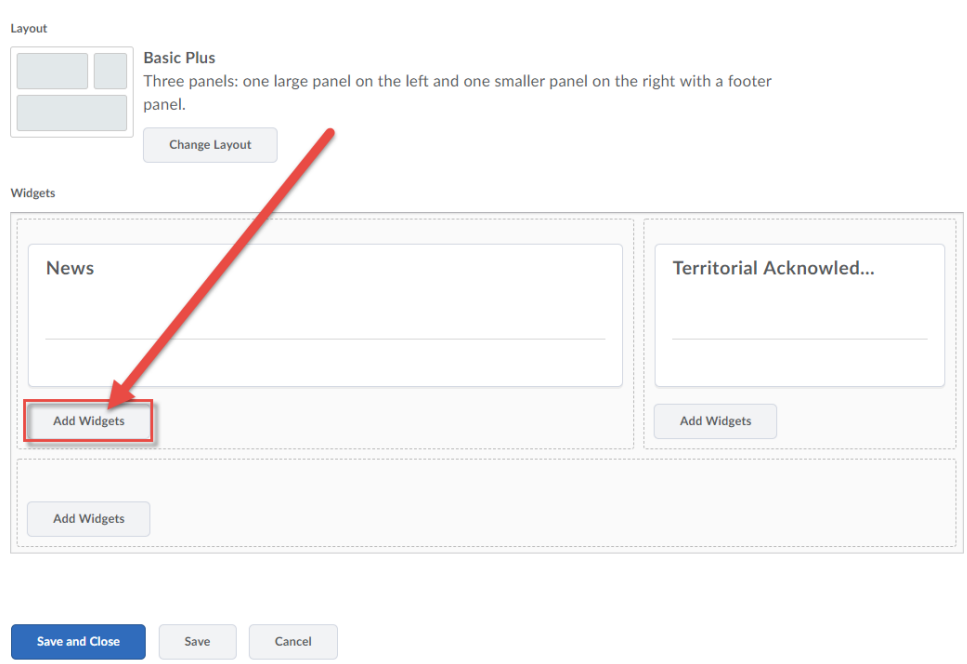 Layout
Basic Plus
Three panels: one large panel on the left and one smaller panel on the right with a footer
panel.
Change Layout
Widgets
News
Territorial Acknowled...
Add Widgets
Add Widgets
Add Widgets
Save and Close
Save
Cancel